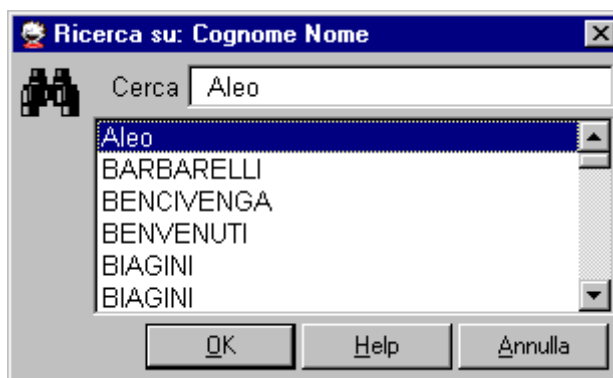 Ricerca su: Cognome Nome
Cerca Aleo
Aleo
BARBARELLI
BENCIVENGA
BENVENUTI
BIAGINI
BIAGINI
OK Help Annulla